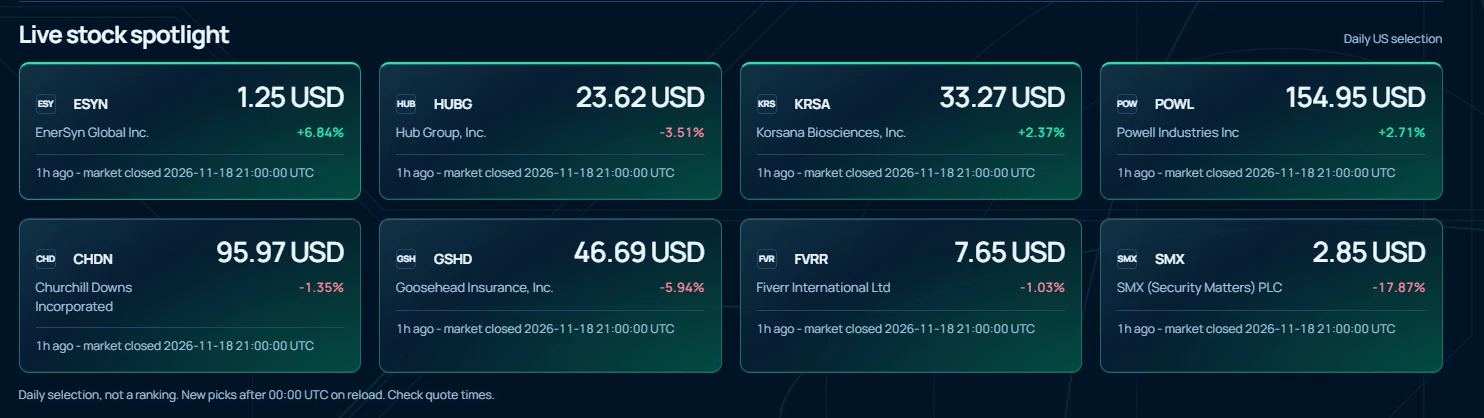 Live stock spotlight
Daily US selection
ESY ESYN 1.25 USD
EnerSyn Global Inc. +6.84%
1h ago - market closed 2026-11-18 21:00:00 UTC
HUB HUBG 23.62 USD
Hub Group, Inc. -3.51%
1h ago - market closed 2026-11-18 21:00:00 UTC
KRS KRSA 33.27 USD
Korsana Biosciences, Inc. +2.37%
1h ago - market closed 2026-11-18 21:00:00 UTC
POW POWL 154.95 USD
Powell Industries Inc +2.71%
1h ago - market closed 2026-11-18 21:00:00 UTC
CHD CHDN 95.97 USD
Churchill Downs -1.35%
Incorporated
1h ago - market closed 2026-11-18 21:00:00 UTC
GSH GSHD 46.69 USD
Goosehead Insurance, Inc. -5.94%
1h ago - market closed 2026-11-18 21:00:00 UTC
FVR FVRR 7.65 USD
Fiverr International Ltd -1.03%
1h ago - market closed 2026-11-18 21:00:00 UTC
SMX SMX 2.85 USD
SMX (Security Matters) PLC -17.87%
1h ago - market closed 2026-11-18 21:00:00 UTC
Daily selection, not a ranking. New picks after 00:00 UTC on reload. Check quote times.